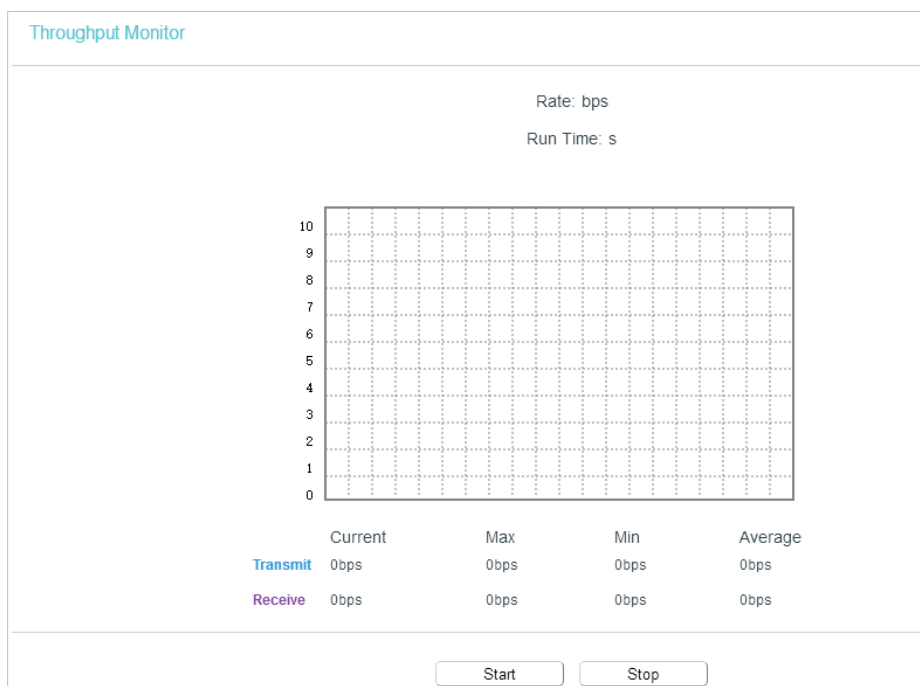 Throughput Monitor
Rate: bps
Run Time: s
10
9
8
7
6
5
4
3
2
1
0
Current Max Min Average
Transmit 0bps 0bps 0bps 0bps
Receive 0bps 0bps 0bps 0bps
Start Stop